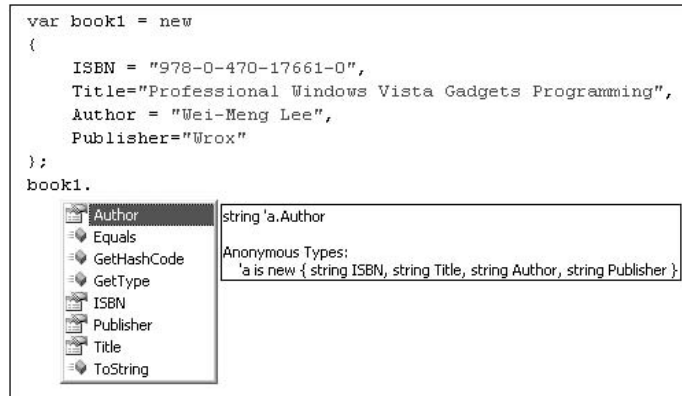 var book1 = new
{
    ISBN = "978-0-470-17661-0",
    Title="Professional Windows Vista Gadgets Programming",
    Author = "Wei-Meng Lee",
    Publisher="Wrox"
};
book1.
Author
Equals
GetHashCode
GetType
ISBN
Publisher
Title
ToString
string 'a.Author
Anonymous Types:
'a is new { string ISBN, string Title, string Author, string Publisher }